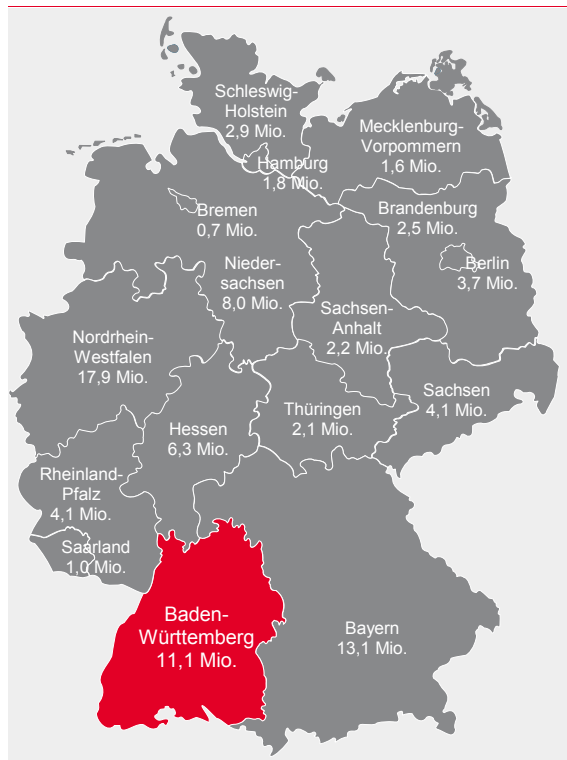 Schleswig-
Holstein
2,9 Mio.
Mecklenburg-
Vorpommern
1,6 Mio.
Hamburg
1,8 Mio.
Bremen
0,7 Mio.
Brandenburg
2,5 Mio.
Berlin
3,7 Mio.
Nieder-
sachsen
8,0 Mio.
Sachsen-
Anhalt
2,2 Mio.
Nordrhein-
Westfalen
17,9 Mio.
Sachsen
4,1 Mio.
Thüringen
2,1 Mio.
Hessen
6,3 Mio.
Rheinland-
Pfalz
4,1 Mio.
Saarland
1,0 Mio.
Baden-
Württemberg
11,1 Mio.
Bayern
13,1 Mio.